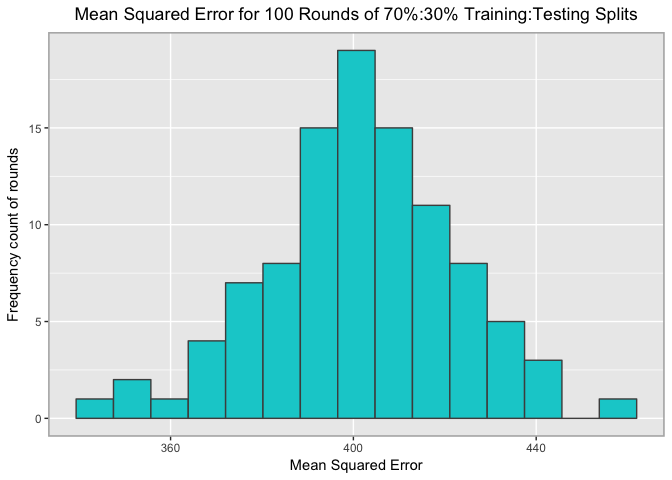 Mean Squared Error for 100 Rounds of 70%:30% Training:Testing Splits
Frequency count of rounds
15
10
5
0
360
400
440
Mean Squared Error